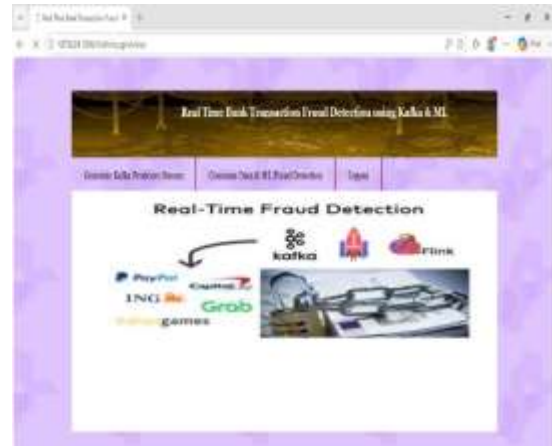 Real Time Bank Transaction Fraud Detection using Kafka & ML
Generate Kafka Producer Stream Consume Data & ML Fraud Detection Logout
Real-Time Fraud Detection
kafka
Flink
PayPal
Capital
ING
Grab
games